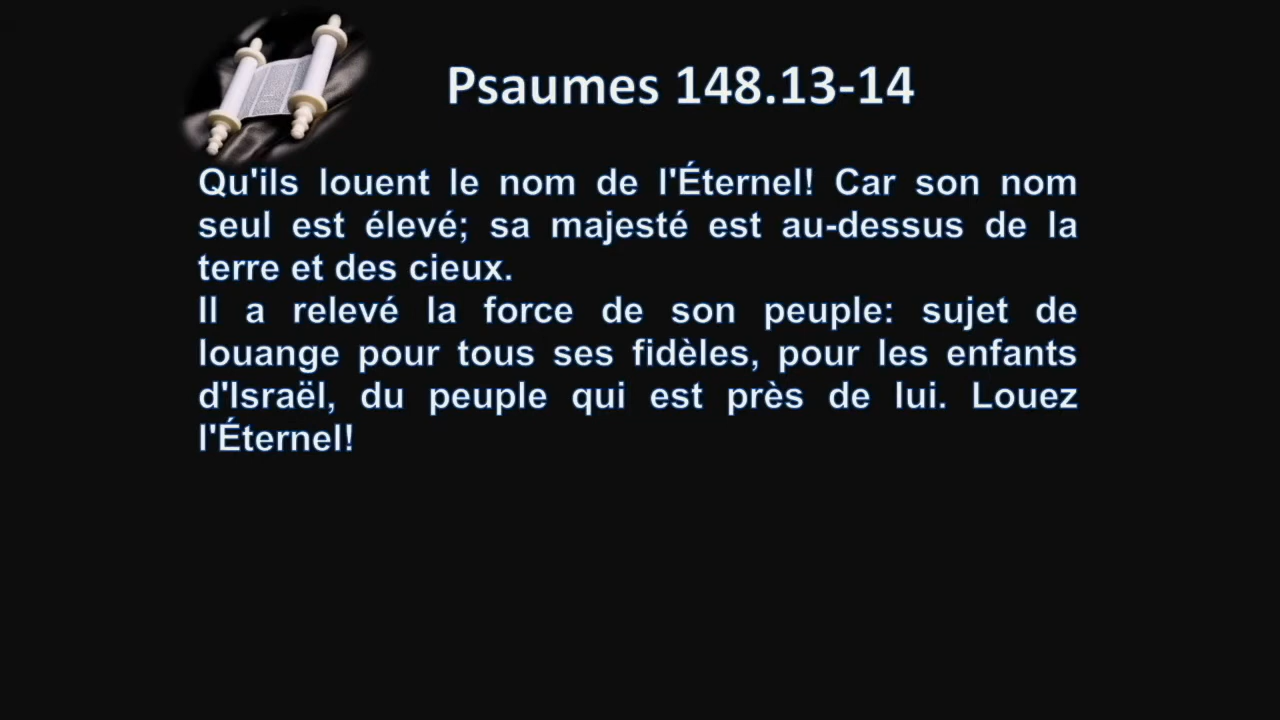 Psaumes 148.13-14
Qu'ils louent le nom de l'Éternel! Car son nom
seul est élevé; sa majesté est au-dessus de la
terre et des cieux.
Il a relevé la force de son peuple: sujet de
louange pour tous ses fidèles, pour les enfants
d'Israël, du peuple qui est près de lui. Louez
l'Éternel!